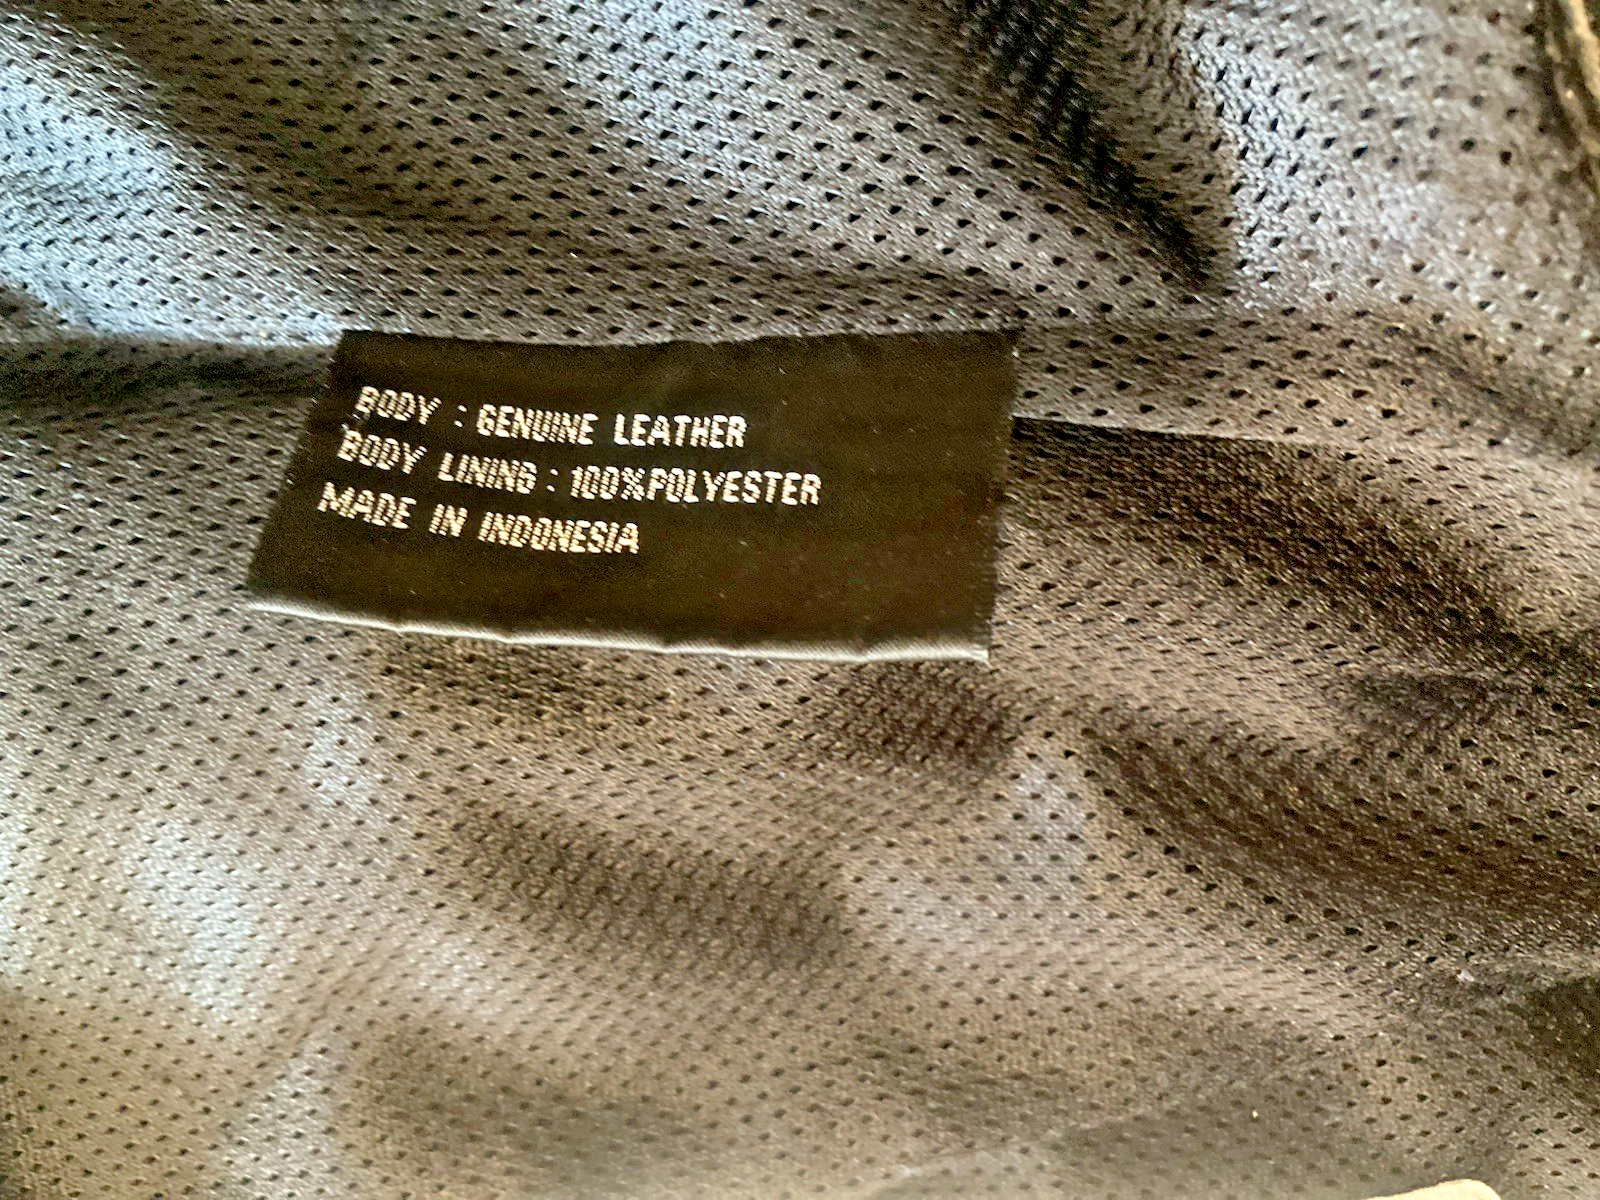 BODY : GENUINE LEATHER
BODY LINING : 100%POLYESTER
MADE IN INDONESIA